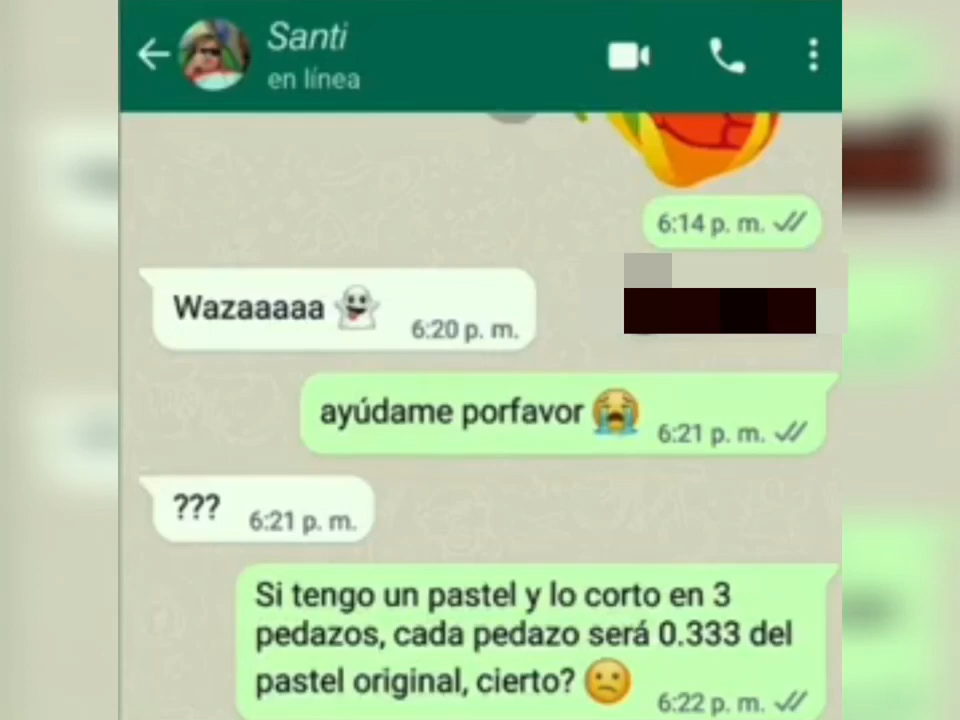 Santi
en línea
6:14 p. m.
Wazaaaaa 👻
6:20 p. m.
ayúdame porfavor 😭
6:21 p. m.
???
6:21 p. m.
Si tengo un pastel y lo corto en 3
pedazos, cada pedazo será 0.333 del
pastel original, cierto? 🙁
6:22 p. m.